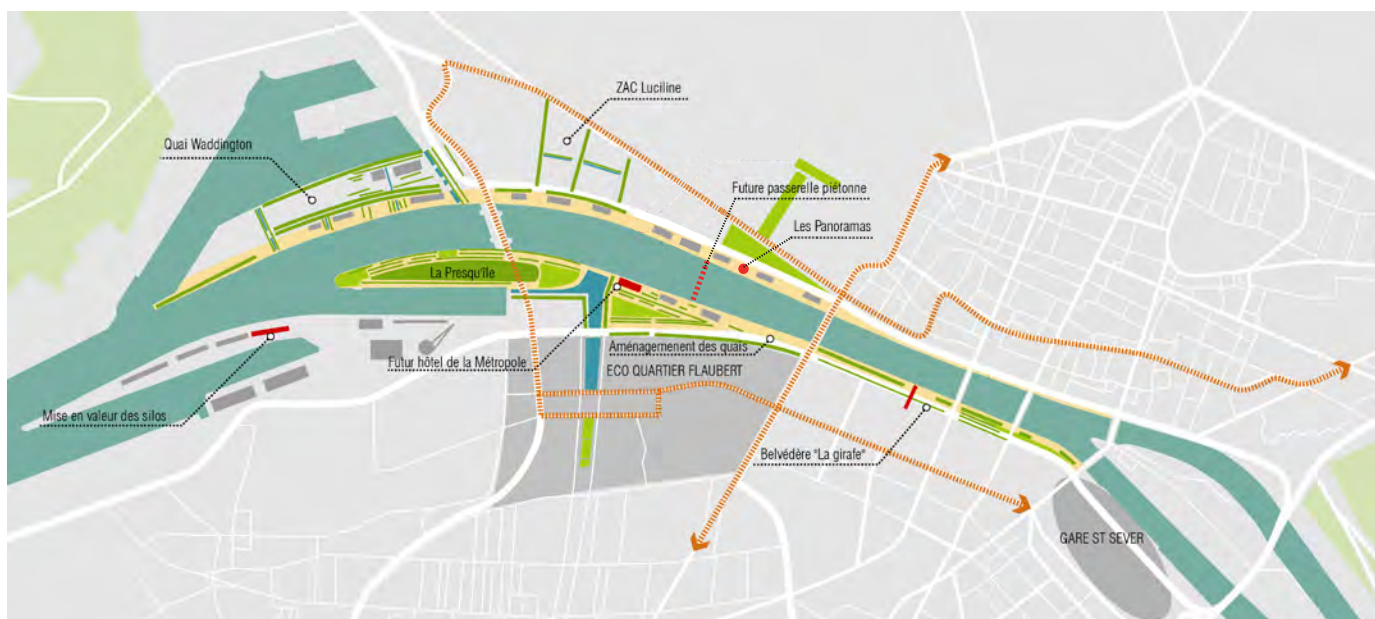 ZAC Luciline
Quai Waddington
Future passerelle piétonne
Les Panoramas
La Presqu'île
Aménagemenent des quais
Futur hôtel de la Métropole
ECO QUARTIER FLAUBERT
Mise en valeur des silos
Belvédère "La girafe"
GARE ST SEVER